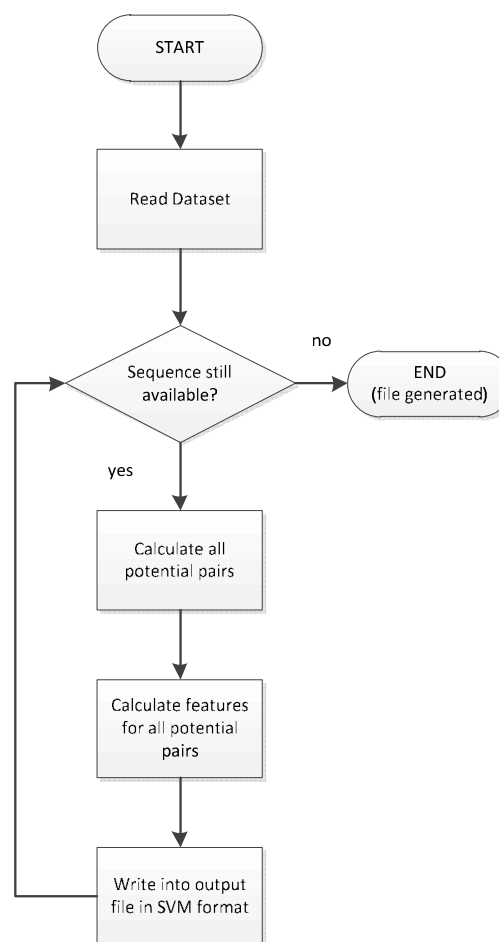 START
Read Dataset
Sequence still
available?
no
END
(file generated)
yes
Calculate all
potential pairs
Calculate features
for all potential
pairs
Write into output
file in SVM format